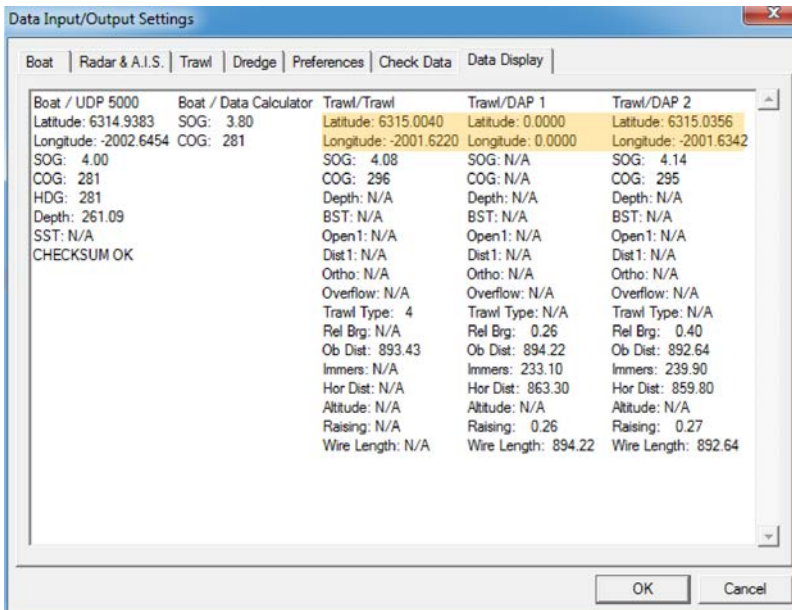 Data Input/Output Settings
Boat Radar & A.I.S. Trawl Dredge Preferences Check Data Data Display
Boat / UDP 5000 Boat / Data Calculator Trawl/Trawl Trawl/DAP 1 Trawl/DAP 2
Latitude: 6314.9383 SOG: 3.80 Latitude: 6315.0040 Latitude: 0.0000 Latitude: 6315.0356
Longitude: -2002.6454 COG: 281 Longitude: -2001.6220 Longitude: 0.0000 Longitude: -2001.6342
SOG: 4.00 SOG: 4.08 SOG: N/A SOG: 4.14
COG: 281 COG: 296 COG: N/A COG: 295
HDG: 281 Depth: N/A Depth: N/A Depth: N/A
Depth: 261.09 BST: N/A BST: N/A BST: N/A
SST: N/A Open1: N/A Open1: N/A Open1: N/A
CHECKSUM OK Dist1: N/A Dist1: N/A Dist1: N/A
Ortho: N/A Ortho: N/A Ortho: N/A
Overflow: N/A Overflow: N/A Overflow: N/A
Trawl Type: 4 Trawl Type: N/A Trawl Type: N/A
Rel Brg: N/A Rel Brg: 0.26 Rel Brg: 0.40
Ob Dist: 893.43 Ob Dist: 894.22 Ob Dist: 892.64
Immers: N/A Immers: 233.10 Immers: 239.90
Hor Dist: N/A Hor Dist: 863.30 Hor Dist: 859.80
Altitude: N/A Altitude: N/A Altitude: N/A
Raising: N/A Raising: 0.26 Raising: 0.27
Wire Length: N/A Wire Length: 894.22 Wire Length: 892.64
OK Cancel